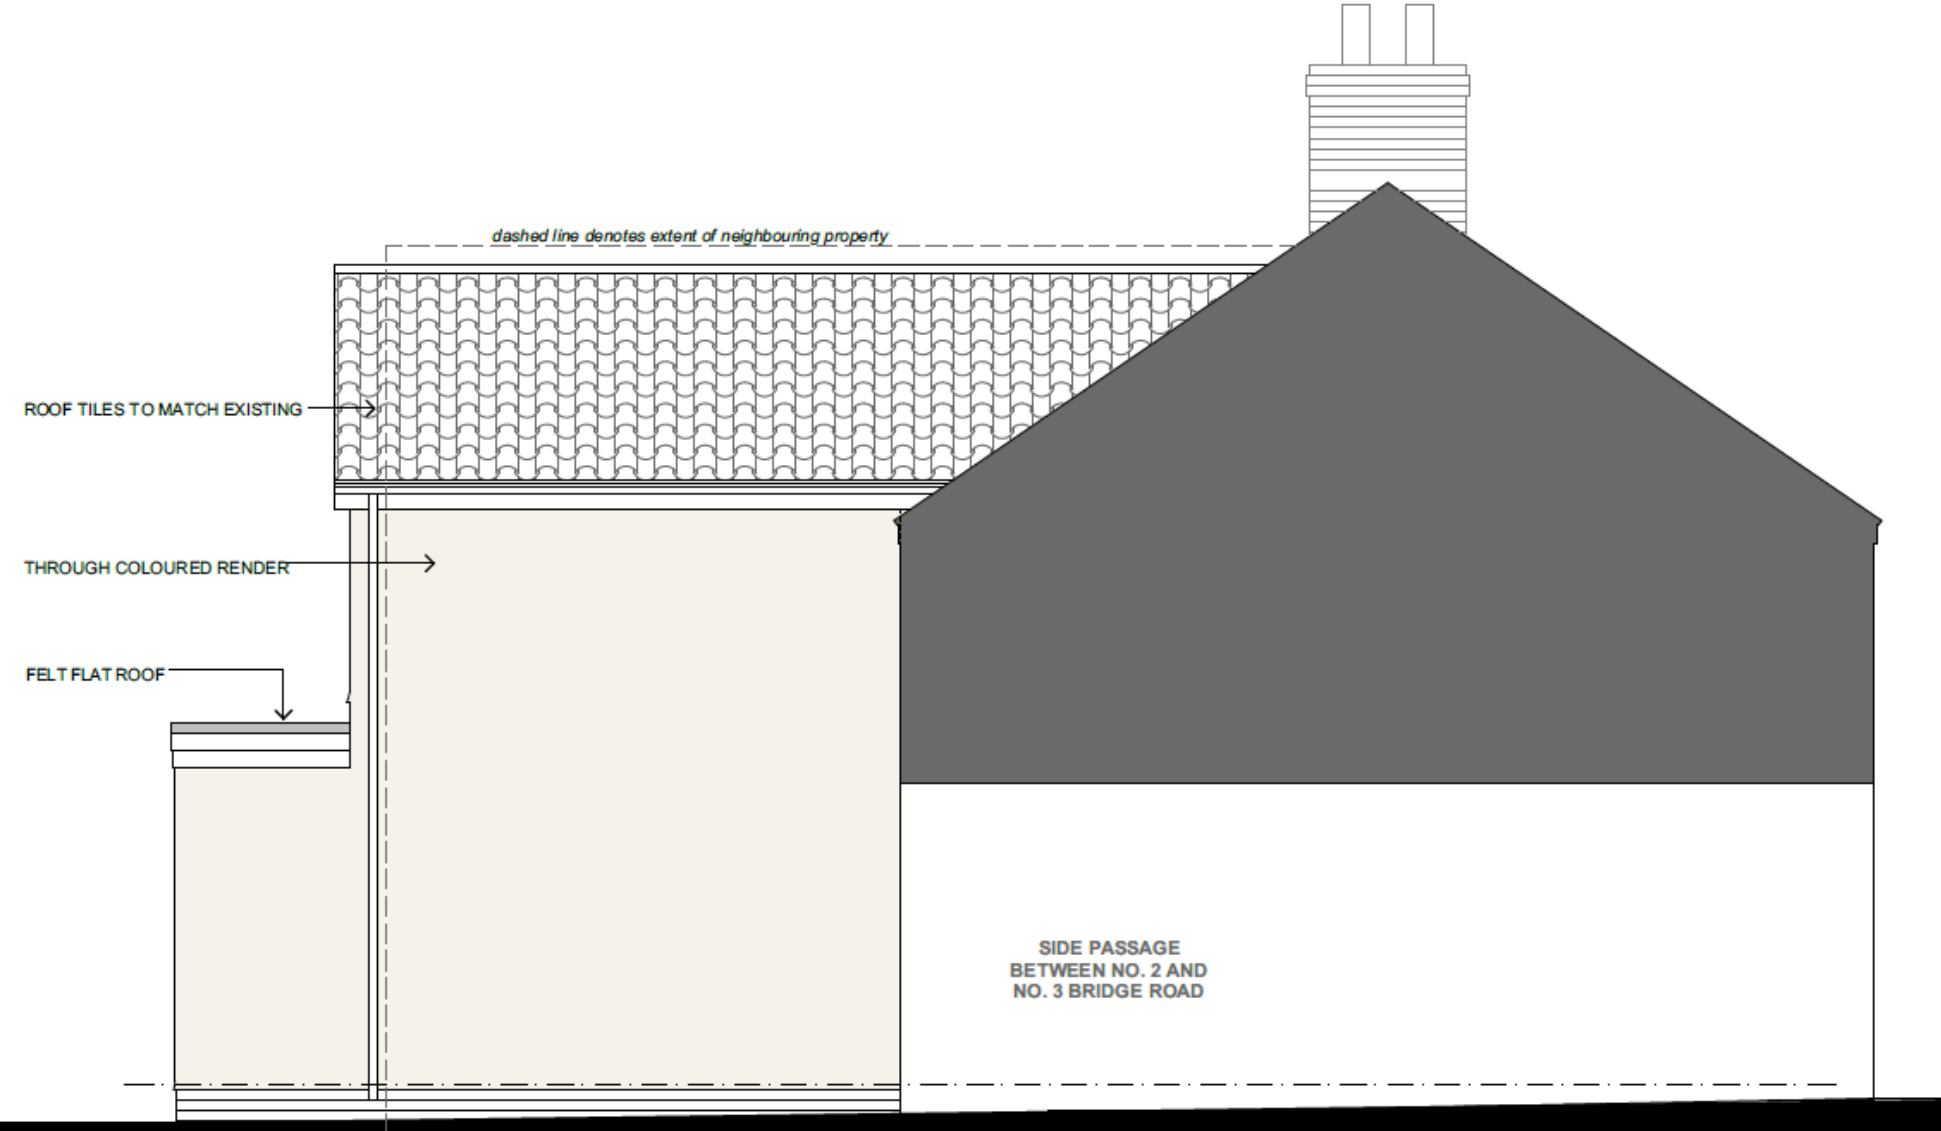 dashed line denotes extent of neighbouring property
ROOF TILES TO MATCH EXISTING
THROUGH COLOURED RENDER
FELT FLAT ROOF
SIDE PASSAGE
BETWEEN NO. 2 AND
NO. 3 BRIDGE ROAD